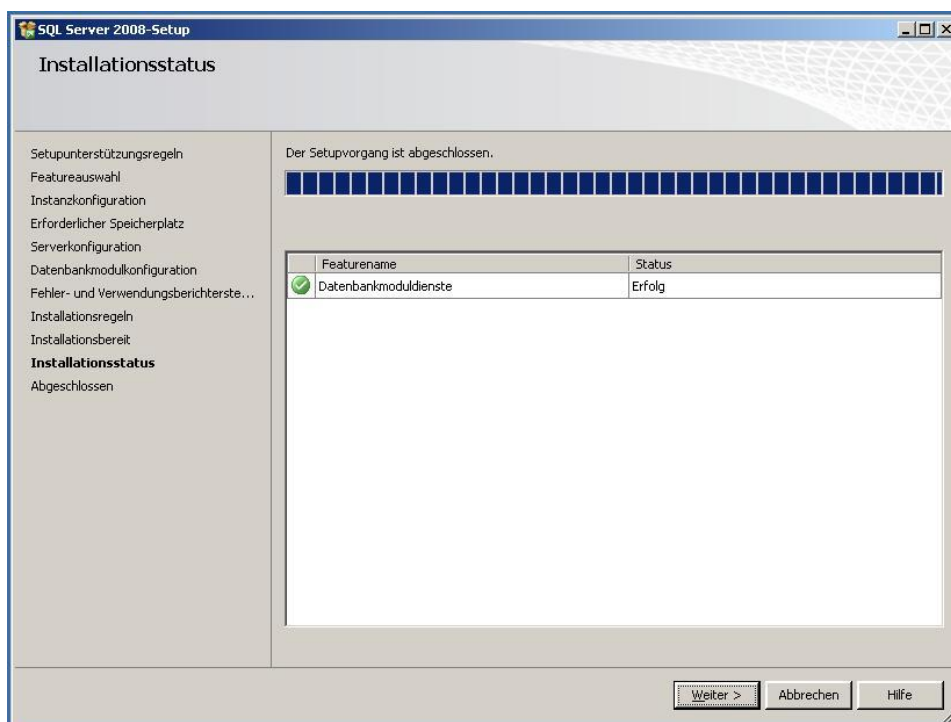 SQL Server 2008-Setup
Installationsstatus
Setupunterstützungsregeln
Featureauswahl
Instanzkonfiguration
Erforderlicher Speicherplatz
Serverkonfiguration
Datenbankmodulkonfiguration
Fehler- und Verwendungsberichterste...
Installationsregeln
Installationsbereit
Installationsstatus
Abgeschlossen
Der Setupvorgang ist abgeschlossen.
Featurename Status
Datenbankmoduldienste Erfolg
Weiter > Abbrechen Hilfe